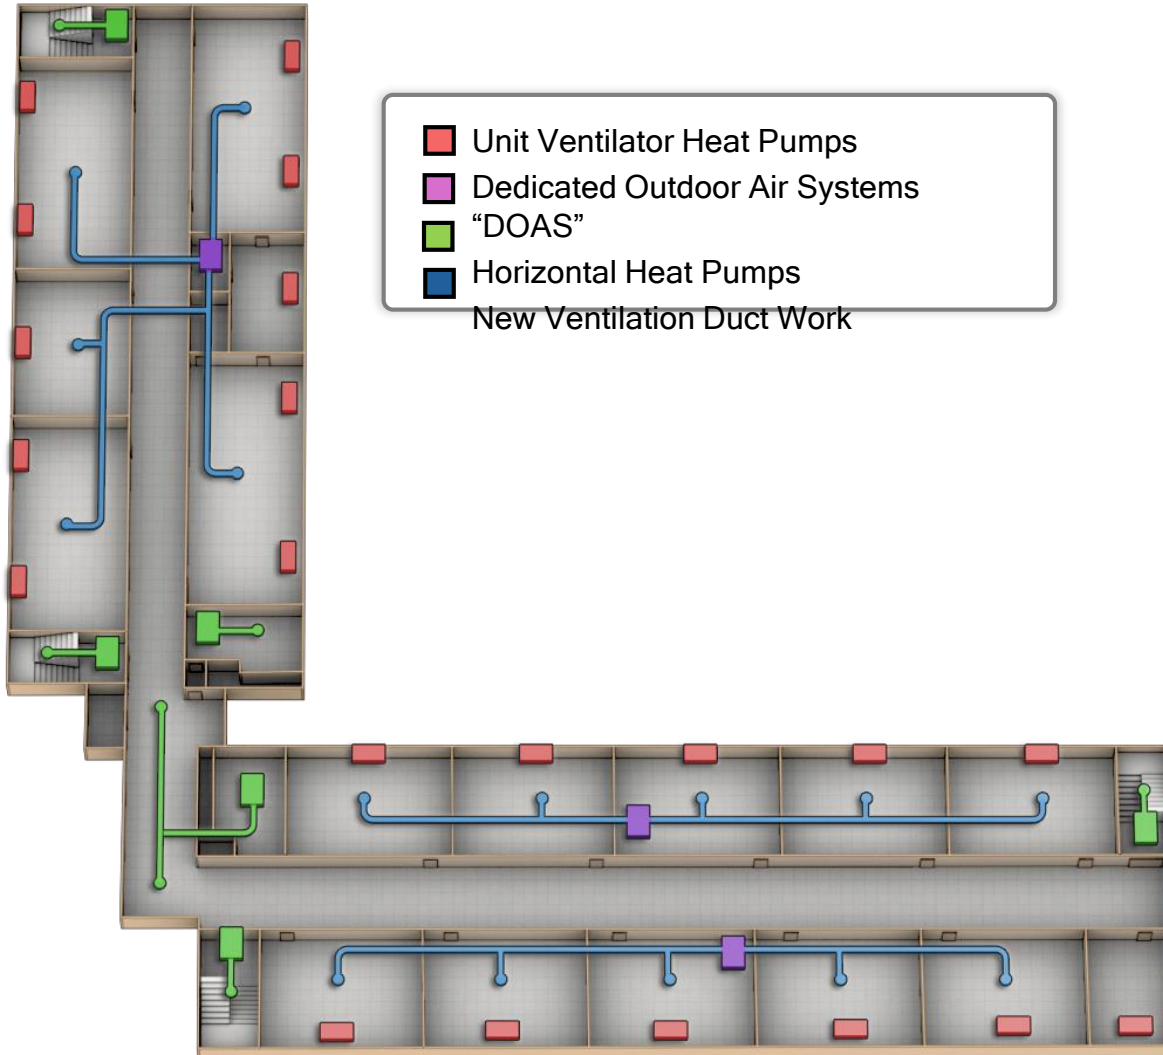 Unit Ventilator Heat Pumps
Dedicated Outdoor Air Systems
“DOAS”
Horizontal Heat Pumps
New Ventilation Duct Work